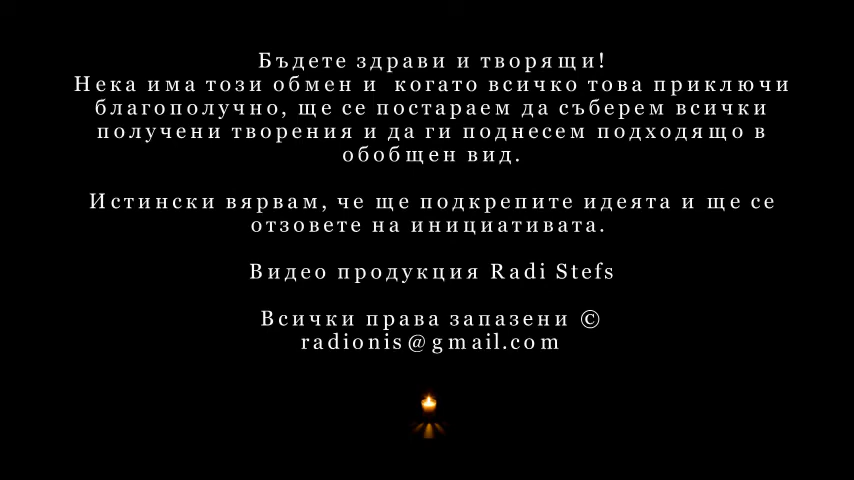 Бъдете здрави и творящи!
Нека има този обмен и когато всичко това приключи
благополучно, ще се постараем да съберем всички
получени творения и да ги поднесем подходящо в
обобщен вид.
Истински вярвам, че ще подкрепите идеята и ще се
отзовете на инициативата.
Видео продукция Radi Stefs
Всички права запазени ©
radionis@gmail.com